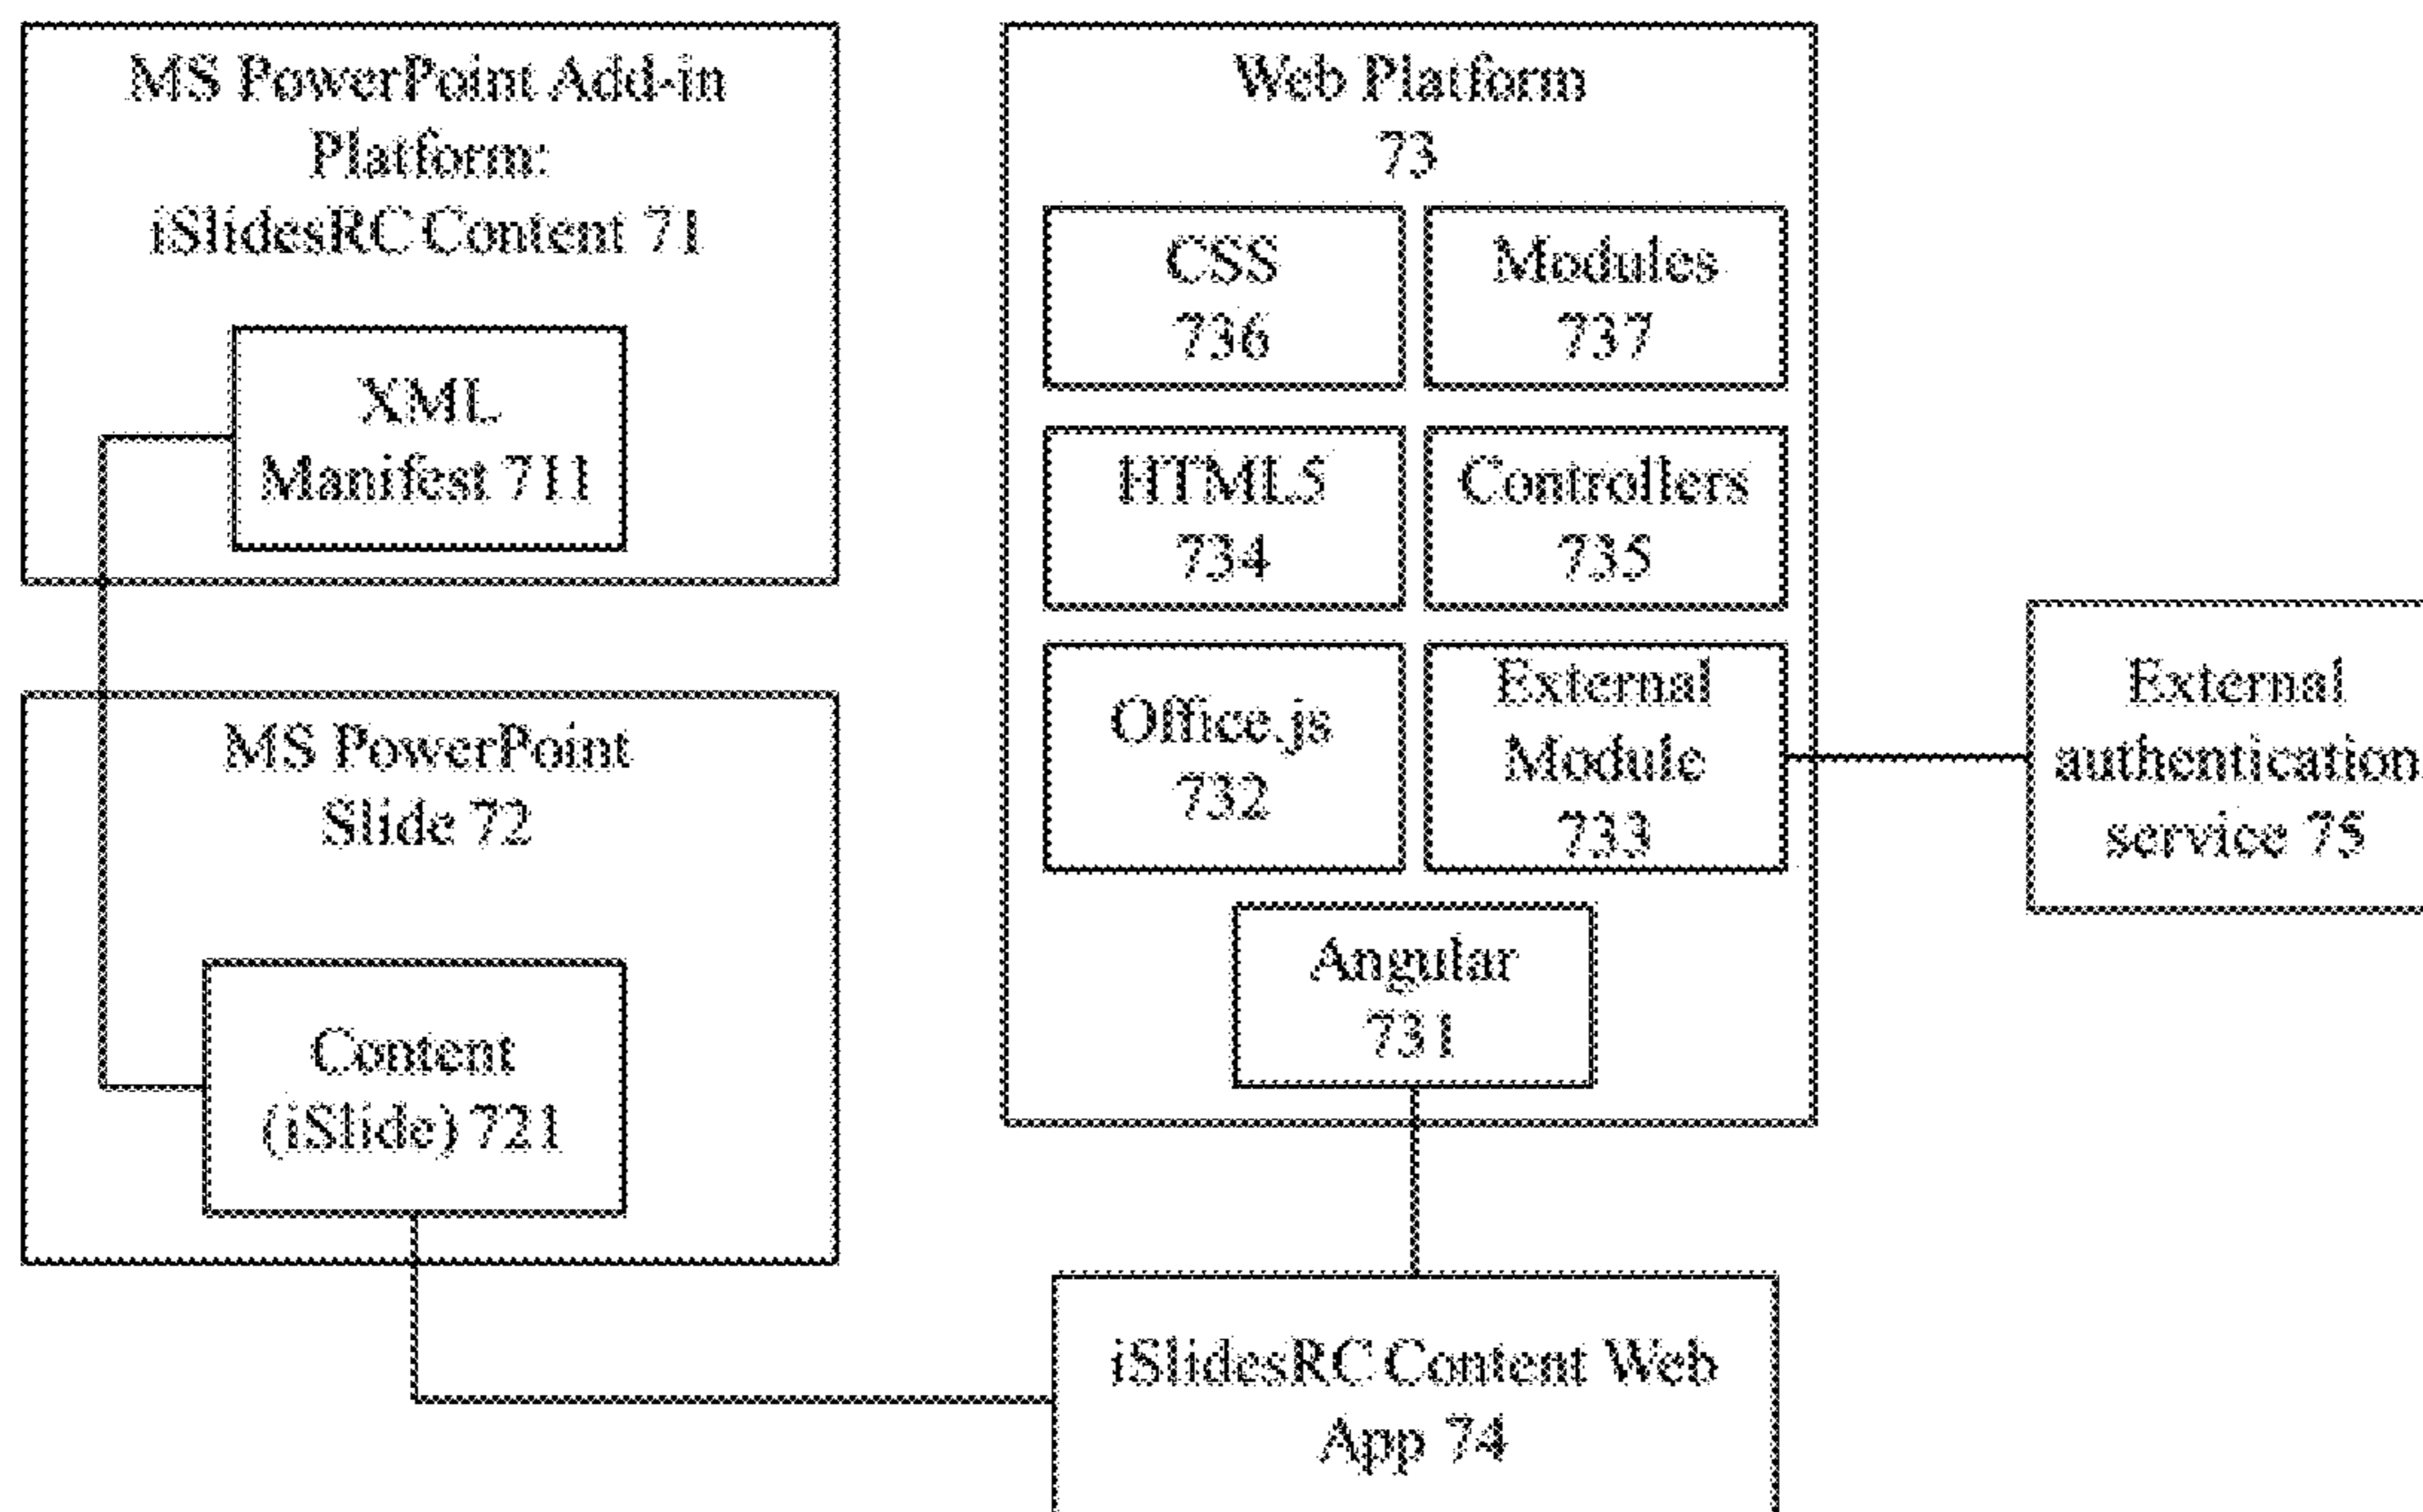 MS PowerPoint Add-in
Platform:
iSlidesRC Content 71
XML
Manifest 711
MS PowerPoint
Slide 72
Content
(iSlide) 721
Web Platform
73
CSS
736
Modules
737
HTML5
734
Controllers
735
Office.js
732
External
Module
733
Angular
731
iSlidesRC Content Web
App 74
External
authentication
service 75